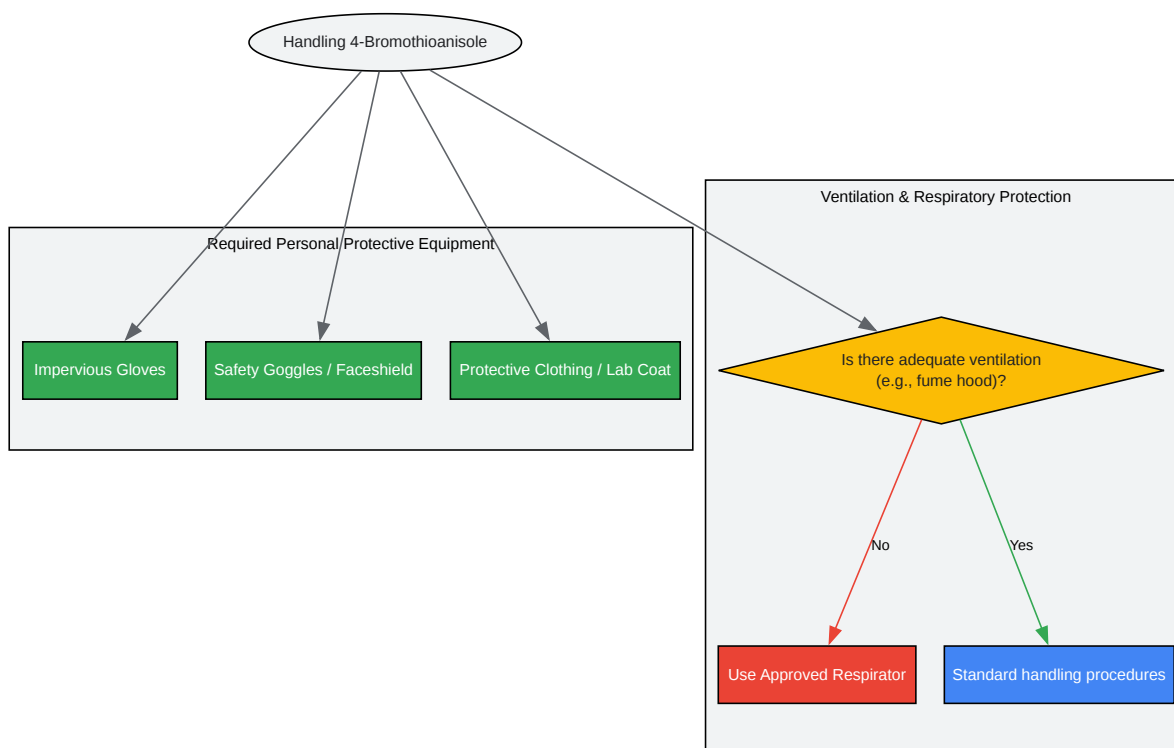 Handling 4-Bromothioanisole
Ventilation & Respiratory Protection
Required Personal Protective Equipment
Impervious Gloves
Safety Goggles / Faceshield
Protective Clothing / Lab Coat
Is there adequate ventilation
(e.g., fume hood)?
No
Yes
Use Approved Respirator
Standard handling procedures